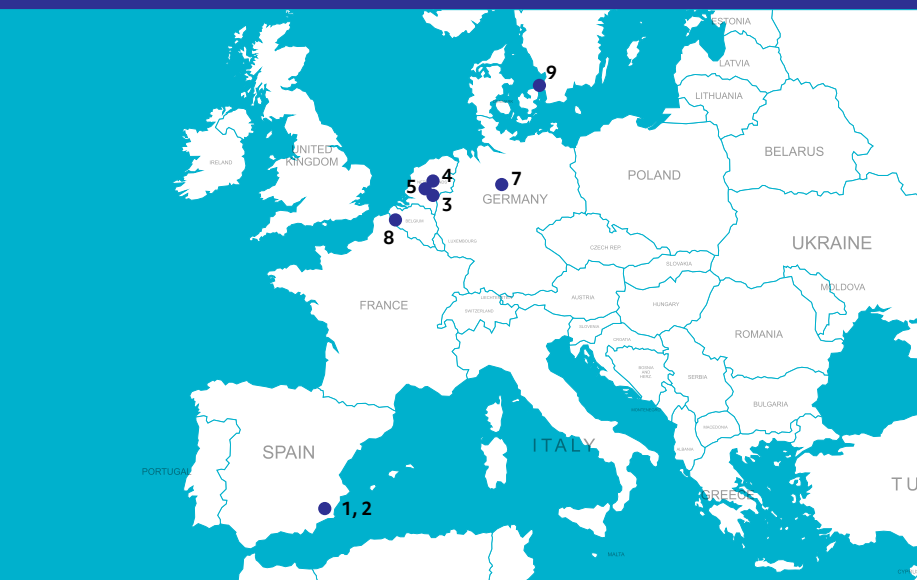 ESTONIA
9
LATVIA
LITHUANIA
UNITED
KINGDOM
BELARUS
IRELAND
4
POLAND
5
7
3
GERMANY
BELGIUM
8
LUXEMBOURG
UKRAINE
CZECH REP
SLOVAKIA
MOLDOVA
LIECHTENSTEIN
AUSTRIA
FRANCE
HUNGARY
SWITZERLAND
SLOVENIA
ROMANIA
CROATIA
BOSNIA
AND
HERZ
SERBIA
BULGARIA
MONTENEGRO
MACEDONIA
ITALY
SPAIN
ALBANIA
PORTUGAL
T U
GREECE
1, 2
MALTA